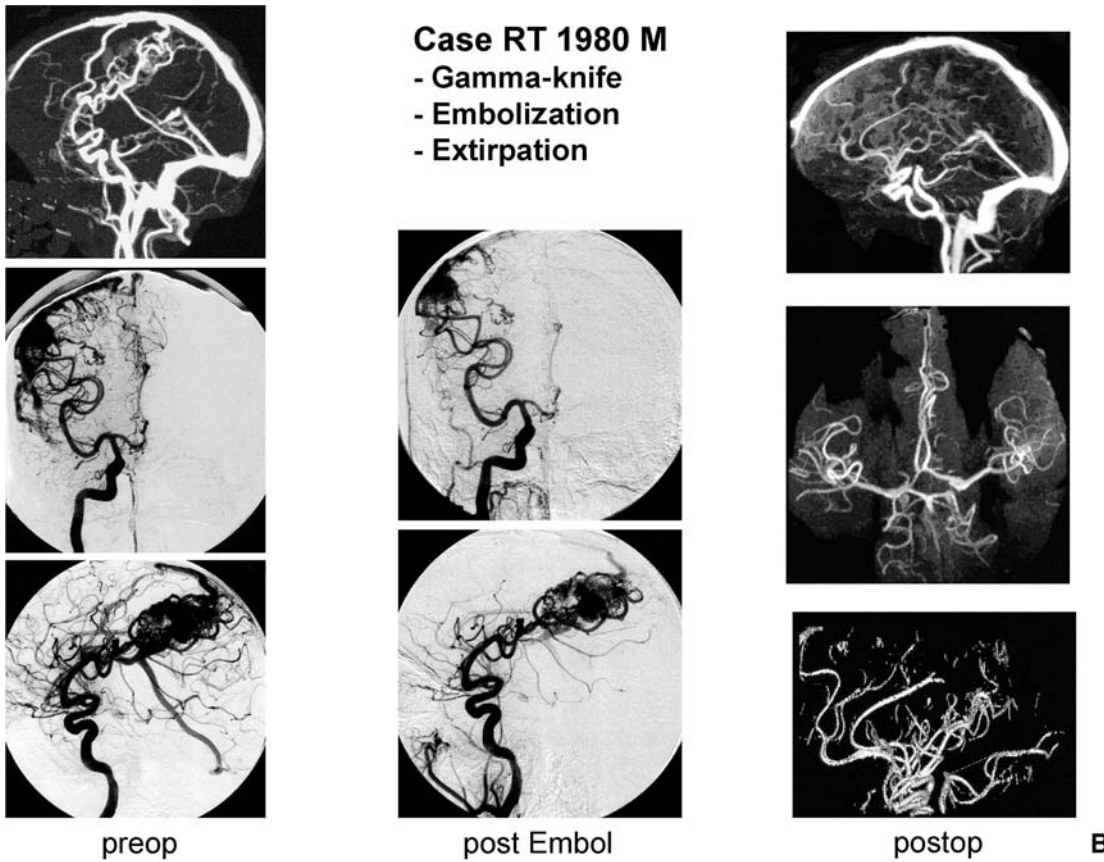 Case RT 1980 M
- Gamma-knife
- Embolization
- Extirpation
preop
post Embol
postop
B